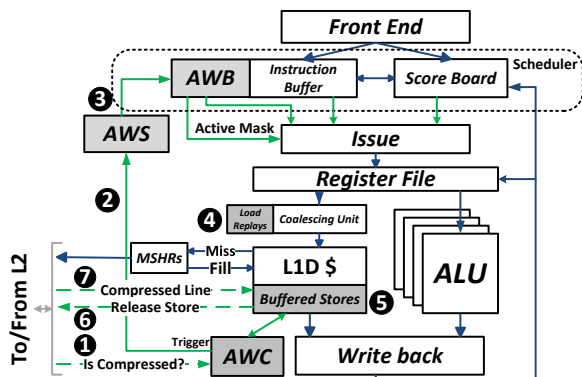 Front End
Scheduler
AWB
Instruction
Buffer
Score Board
3
AWS
Active Mask
Issue
2
Register File
4
Load
Replays
Coalescing Unit
MSHRs
Miss
Fill
L1D $
ALU
7
Compressed Line
Release Store
Buffered Stores
5
6
To/From L2
1
Trigger
Is Compressed?
AWC
Write back